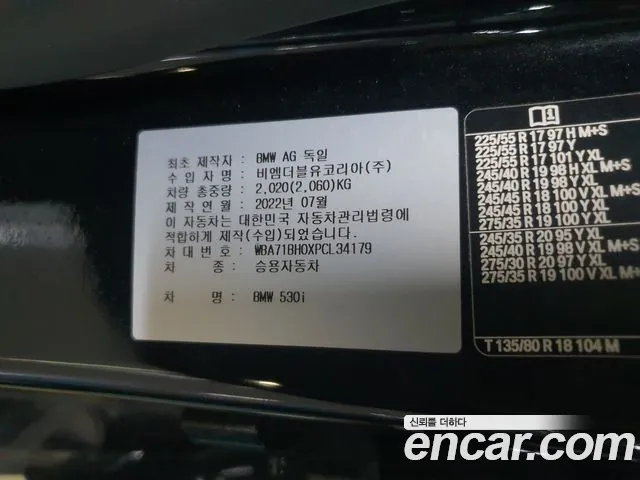 최초 제작자 : BMW AG 독일
수 입 자 명 : 비엠더블유코리아(주)
차량 총중량 : 2,020(2,060)KG
제 작 연 월 : 2022년 07월
이 자동차는 대한민국 자동차관리법령에
적합하게 제작(수입)되었습니다.
차 대 번 호 : WBA71BH0XPCL34179
차 종 : 승용자동차
차 명 : BMW 530i
225/55 R 17 97 H M+S
225/55 R 17 97 Y
225/55 R 17 101 Y XL
245/40 R 19 98 H XL M+S
245/40 R 19 98 Y XL
245/45 R 18 100 V XL M+S
245/45 R 18 100 Y XL
275/35 R 19 100 Y XL
245/35 R 20 95 Y XL
245/40 R 19 98 V XL M+S
275/30 R 20 97 Y XL
275/35 R 19 100 V XL M+S
T 135/80 R 18 104 M
신뢰를 더하다
encar.com